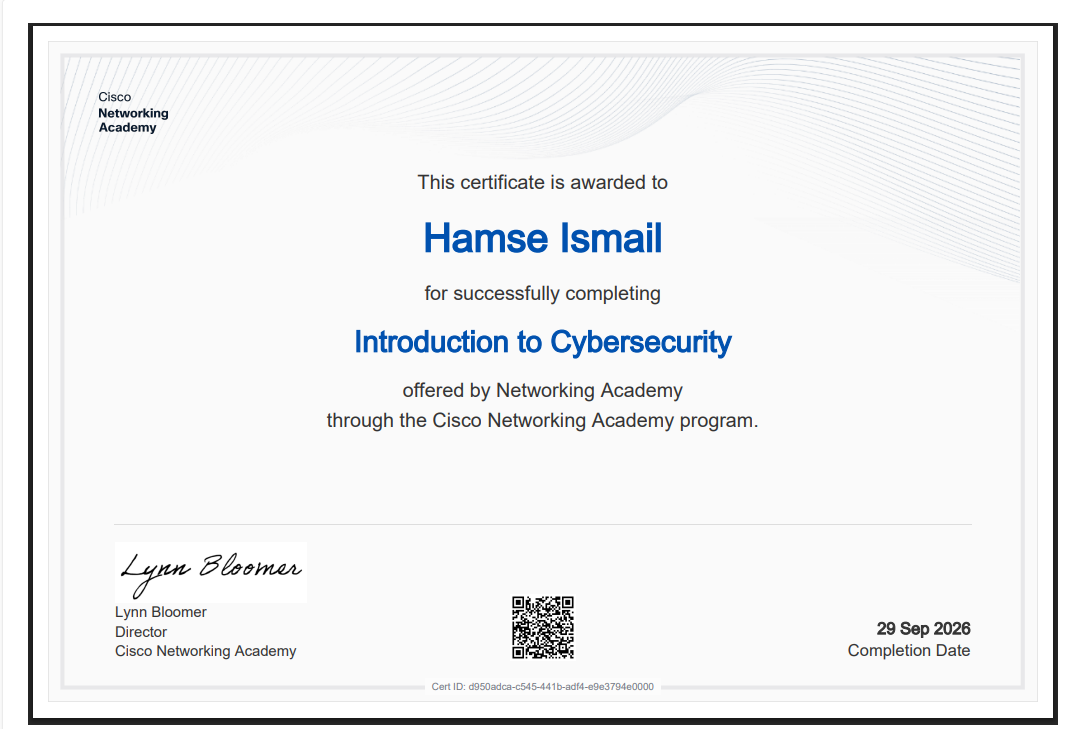 Cisco
Networking
Academy
This certificate is awarded to
Hamse Ismail
for successfully completing
Introduction to Cybersecurity
offered by Networking Academy
through the Cisco Networking Academy program.
Lynn Bloomer
Lynn Bloomer
Director
Cisco Networking Academy
29 Sep 2026
Completion Date
Cert ID: d950adca-c545-441b-adf4-e9e3794e0000